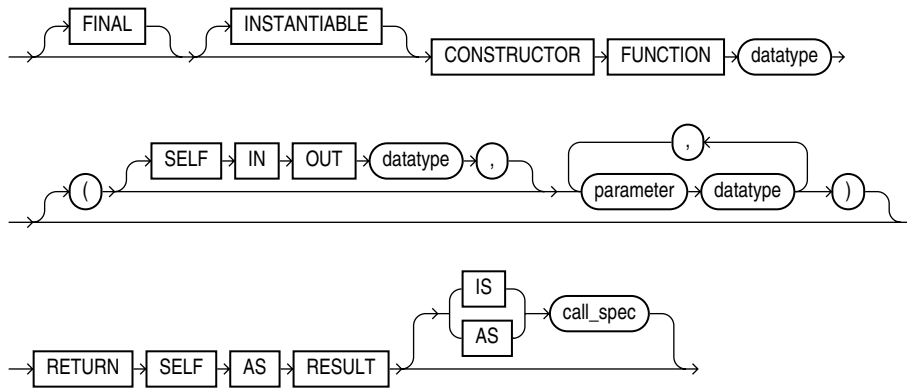 FINAL INSTANTIABLE
CONSTRUCTOR FUNCTION datatype
,
SELF IN OUT datatype ,
( parameter datatype )
IS
AS call_spec
RETURN SELF AS RESULT